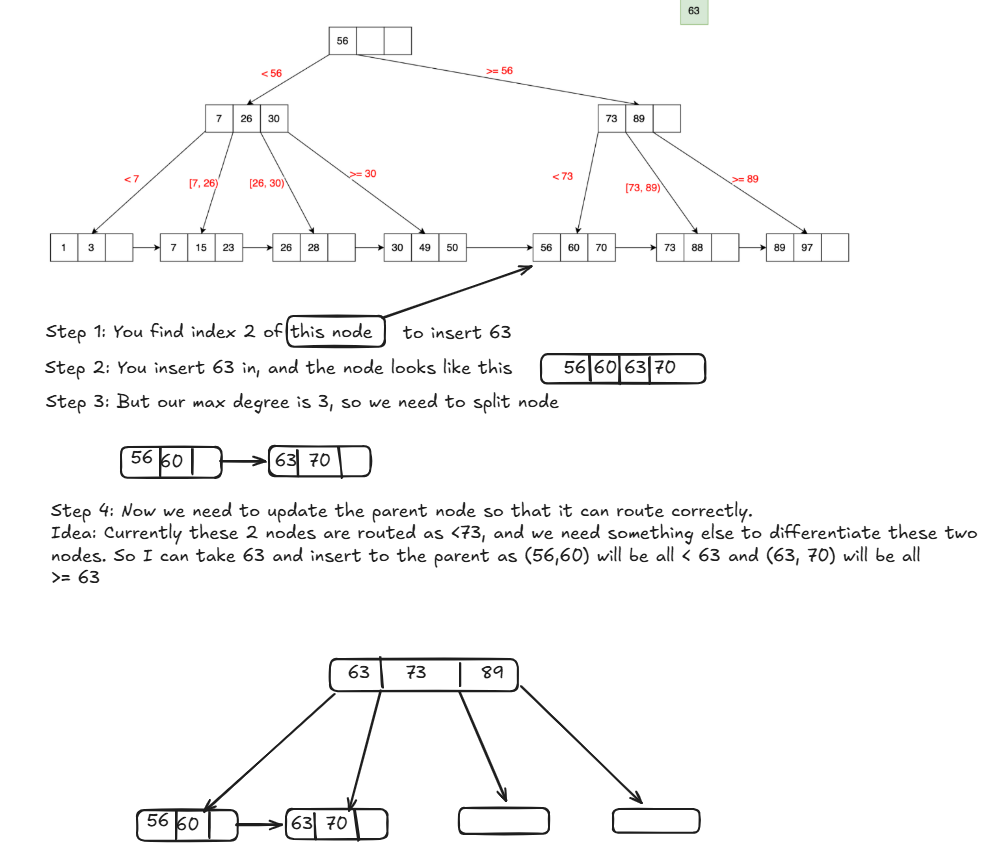 63
56
< 56 >= 56
7 26 30 73 89
< 7 [7, 26) [26, 30) >= 30 < 73 [73, 89) >= 89
1 3 7 15 23 26 28 30 49 50 56 60 70 73 88 89 97
Step 1: You find index 2 of this node to insert 63
Step 2: You insert 63 in, and the node looks like this 56 60 63 70
Step 3: But our max degree is 3, so we need to split node
56 60 63 70
Step 4: Now we need to update the parent node so that it can route correctly.
Idea: Currently these 2 nodes are routed as <73, and we need something else to differentiate these two
nodes. So I can take 63 and insert to the parent as (56,60) will be all < 63 and (63, 70) will be all
>= 63
63 73 89
56 60 63 70